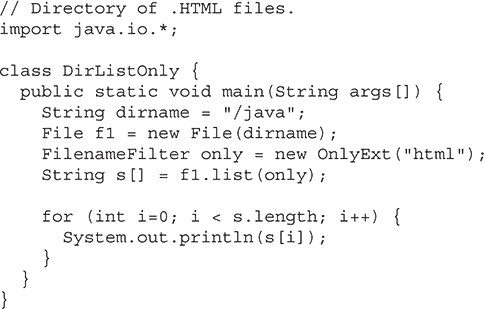 // Directory of .HTML files.
import java.io.*;

class DirListOnly {
  public static void main(String args[]) {
    String dirname = "/java";
    File f1 = new File(dirname);
    FilenameFilter only = new OnlyExt("html");
    String s[] = f1.list(only);

    for (int i=0; i < s.length; i++) {
      System.out.println(s[i]);
    }
  }
}